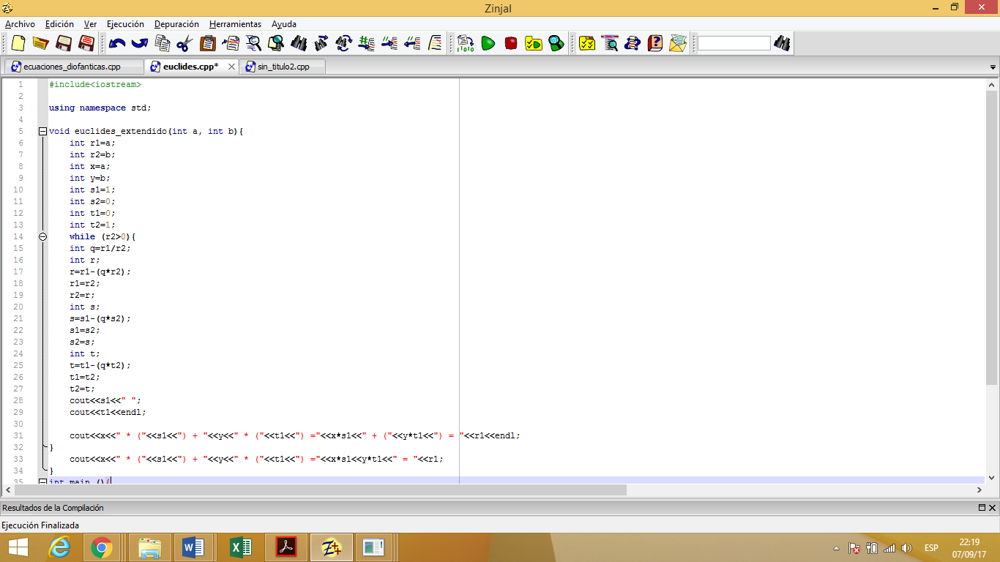 Zinjal
Archivo Edición Ver Ejecución Depuración Herramientas Ayuda
ecuaciones_diofanticas.cpp euclides.cpp* sin_titulo2.cpp
1 #include<iostream>
2
3 using namespace std;
4
5 void euclides_extendido(int a, int b){
6 int r1=a;
7 int r2=b;
8 int x=a;
9 int y=b;
10 int s1=1;
11 int s2=0;
12 int t1=0;
13 int t2=1;
14 while (r2>0){
15 int q=r1/r2;
16 int r;
17 r=r1-(q*r2);
18 r1=r2;
19 r2=r;
20 int s;
21 s=s1-(q*s2);
22 s1=s2;
23 s2=s;
24 int t;
25 t=t1-(q*t2);
26 t1=t2;
27 t2=t;
28 cout<<s1<<" ";
29 cout<<t1<<endl;
30
31 cout<<x<<" * ("<<s1<<") + "<<y<<" * ("<<t1<<") ="<<x*s1<<" + ("<<y*t1<<") = "<<r1<<endl;
32 }
33 cout<<x<<" * ("<<s1<<") + "<<y<<" * ("<<t1<<") ="<<x*s1<<y*t1<<" = "<<r1;
34 }
35 int main (){
Resultados de la Compilación
Ejecución Finalizada
ESP
22:19
07/09/17